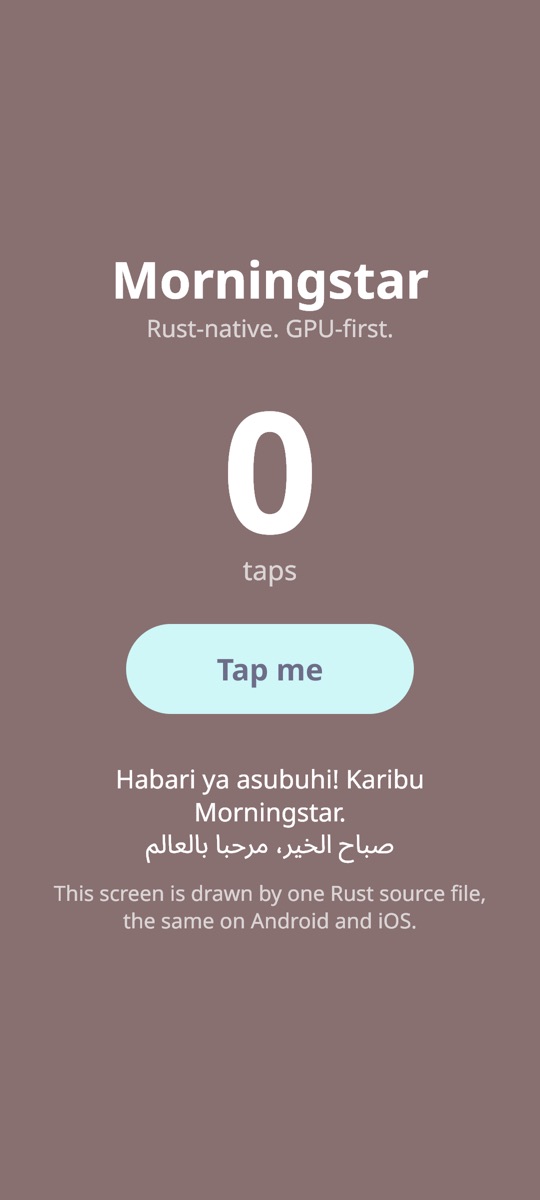 Morningstar
Rust-native. GPU-first.
0
taps
Tap me
Habari ya asubuhi! Karibu
Morningstar.
صباح الخير، مرحبا بالعالم
This screen is drawn by one Rust source file,
the same on Android and iOS.